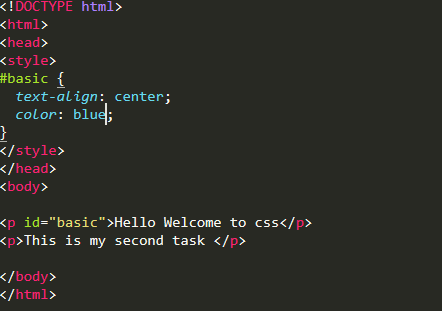 <!DOCTYPE html>
<html>
<head>
<style>
#basic {
  text-align: center;
  color: blue;
}
</style>
</head>
<body>

<p id="basic">Hello Welcome to css</p>
<p>This is my second task </p>

</body>
</html>